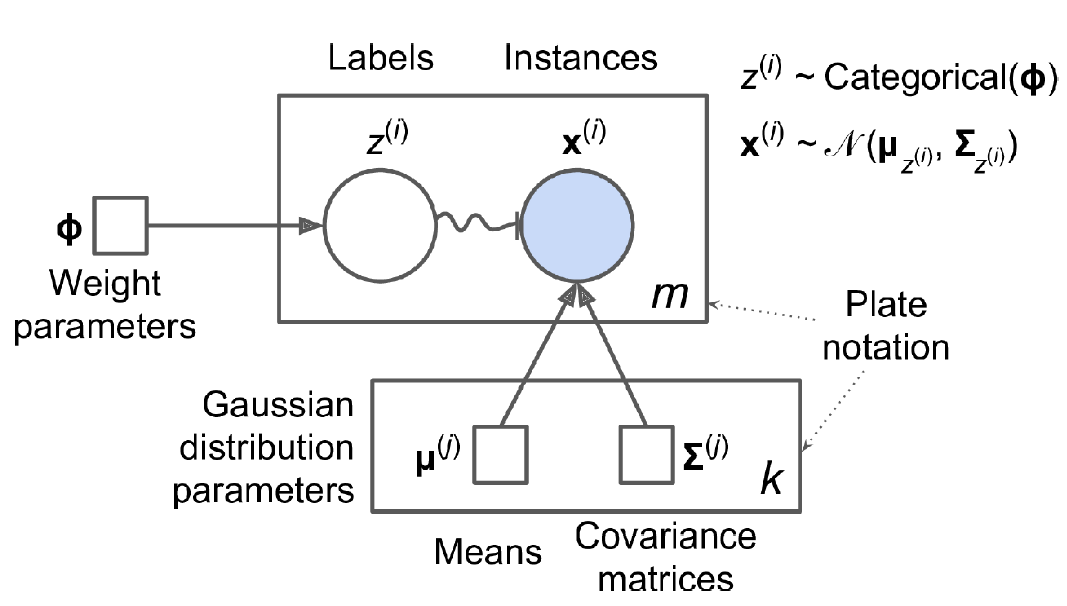 Labels Instances
z(i) ~ Categorical(ϕ)
z(i) x(i)
x(i) ~ 𝒩(μz(i), Σz(i))
ϕ
Weight
parameters
m
Plate
notation
Gaussian
distribution
parameters
μ(j) Σ(j)
k
Means
Covariance
matrices